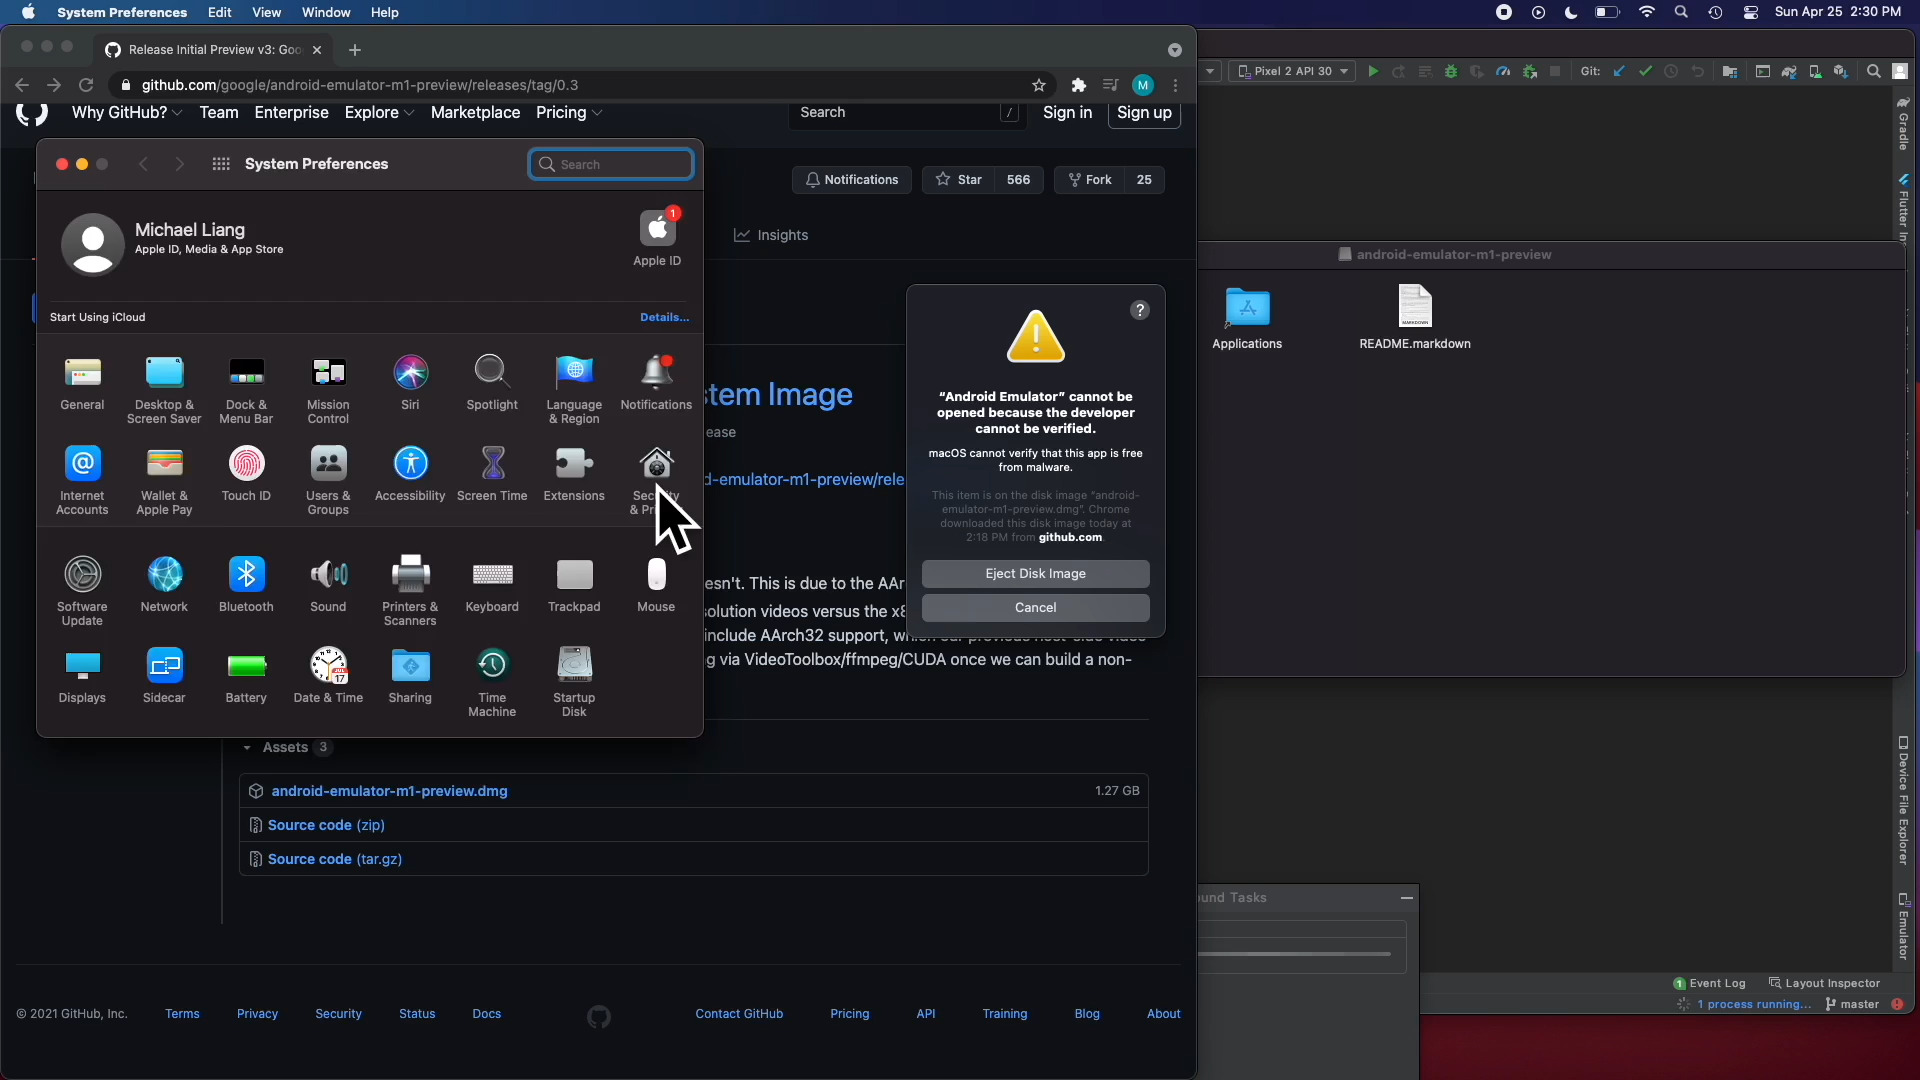 System Preferences Edit View Window Help
Sun Apr 25 2:30 PM
Release Initial Preview v3: Goo
github.com/google/android-emulator-m1-preview/releases/tag/0.3
M
Why GitHub? Team Enterprise Explore Marketplace Pricing
Search /
Sign in
Sign up
Notifications
Star 566
Fork 25
Insights
System Preferences
Search
Michael Liang
Apple ID, Media & App Store
1
Apple ID
Start Using iCloud
Details...
General
Desktop &
Screen Saver
Dock &
Menu Bar
Mission
Control
Siri
Spotlight
Language
& Region
Notifications
Internet
Accounts
Wallet &
Apple Pay
Touch ID
Users &
Groups
Accessibility
Screen Time
Extensions
Software
Update
Network
Bluetooth
Sound
Printers &
Scanners
Keyboard
Trackpad
Mouse
Displays
Sidecar
Battery
Date & Time
JUL
17
Sharing
Time
Machine
Startup
Disk
stem Image
ease
d-emulator-m1-preview/rele
esn't. This is due to the AAr
solution videos versus the x8
include AArch32 support,
g via VideoToolbox/ffmpeg/CUDA once we can build a non-
?
"Android Emulator" cannot be
opened because the developer
cannot be verified.
macOS cannot verify that this app is free
from malware.
This item is on the disk image "android-
emulator-m1-preview.dmg". Chrome
downloaded this disk image today at
2:18 PM from github.com
Eject Disk Image
Cancel
Assets 3
android-emulator-m1-preview.dmg
1.27 GB
Source code (zip)
Source code (tar.gz)
© 2021 GitHub, Inc. Terms Privacy Security Status Docs
Contact GitHub Pricing API Training Blog About
Pixel 2 API 30
Git:
Gradle
android-emulator-m1-preview
Applications
MARKDOWN
README.markdown
Device File Explorer
Emulator
und Tasks
1 Event Log
Layout Inspector
1 process running...
master